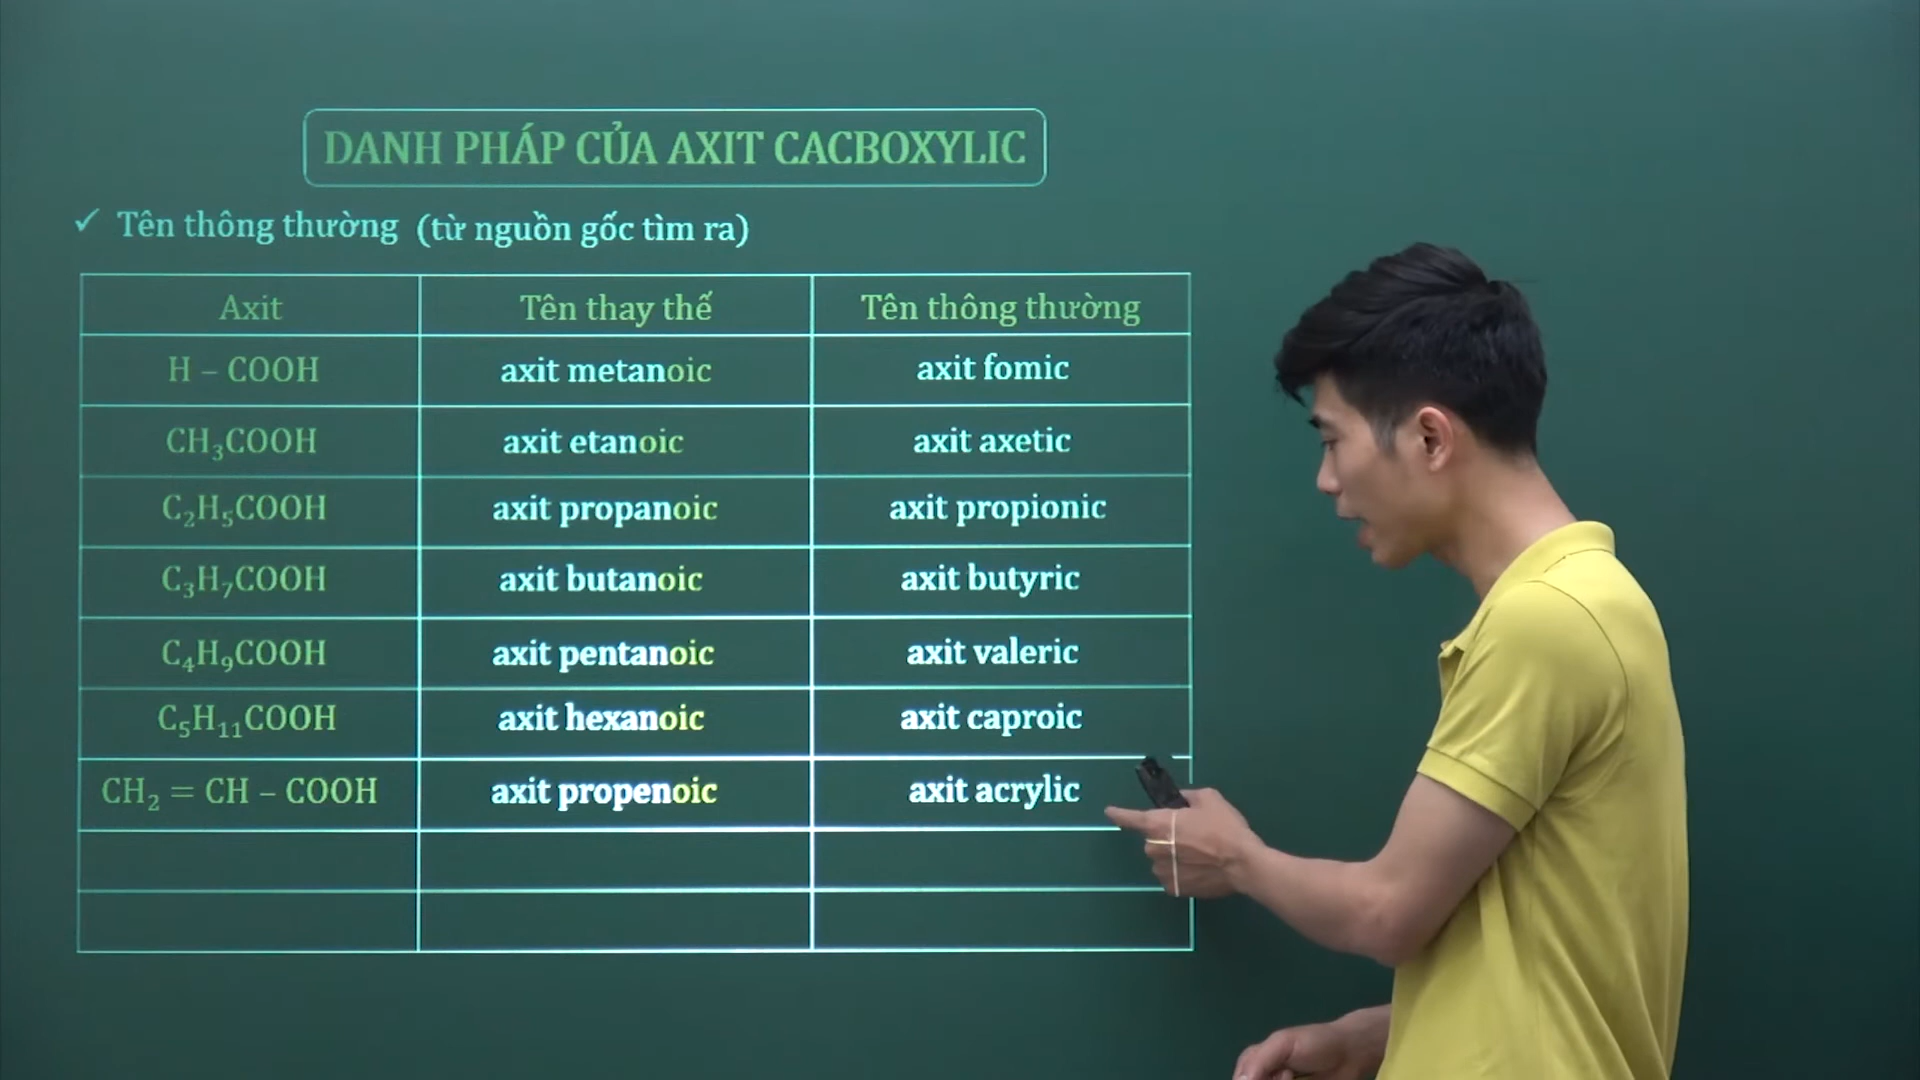 DANH PHÁP CỦA AXIT CACBOXYLIC
✓ Tên thông thường (từ nguồn gốc tìm ra)
Axit Tên thay thế Tên thông thường
H – COOH axit metanoic axit fomic
CH₃COOH axit etanoic axit axetic
C₂H₅COOH axit propanoic axit propionic
C₃H₇COOH axit butanoic axit butyric
C₄H₉COOH axit pentanoic axit valeric
C₅H₁₁COOH axit hexanoic axit caproic
CH₂ = CH – COOH axit propenoic axit acrylic